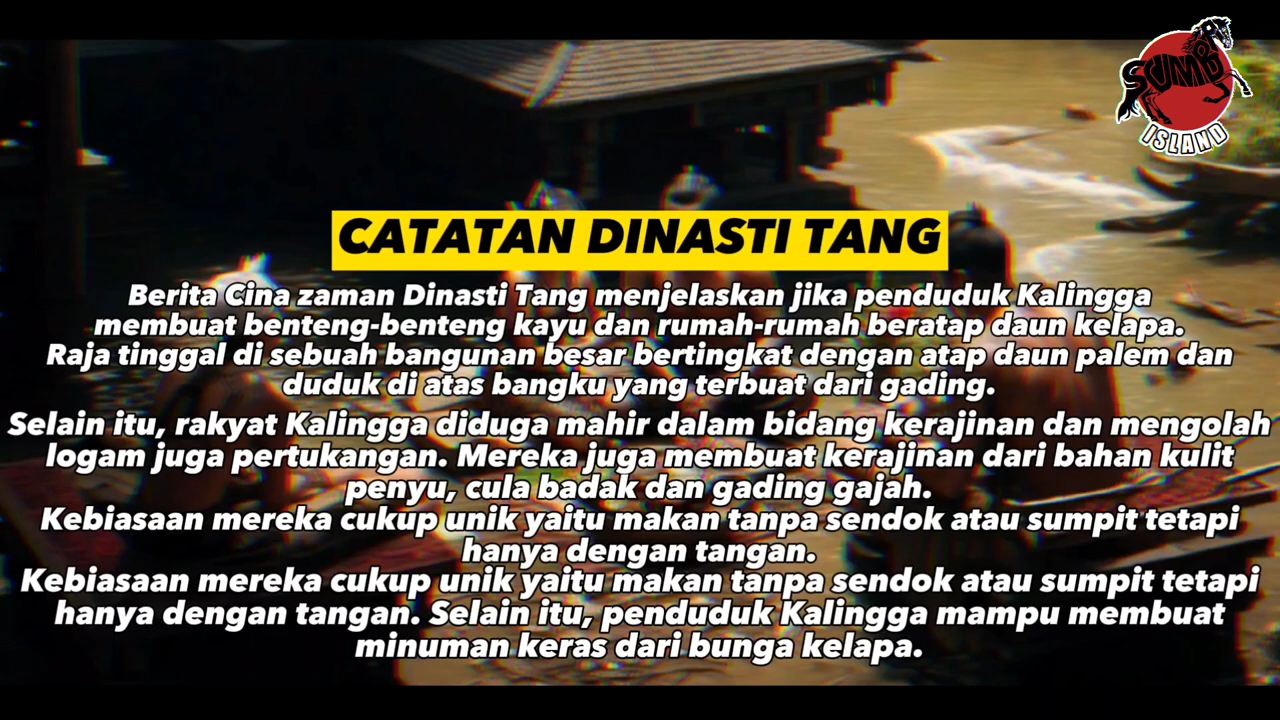 SUMB
ISLAND
CATATAN DINASTI TANG
Berita Cina zaman Dinasti Tang menjelaskan jika penduduk Kalingga
membuat benteng-benteng kayu dan rumah-rumah beratap daun kelapa.
Raja tinggal di sebuah bangunan besar bertingkat dengan atap daun palem dan
duduk di atas bangku yang terbuat dari gading.
Selain itu, rakyat Kalingga diduga mahir dalam bidang kerajinan dan mengolah
logam juga pertukangan. Mereka juga membuat kerajinan dari bahan kulit
penyu, cula badak dan gading gajah.
Kebiasaan mereka cukup unik yaitu makan tanpa sendok atau sumpit tetapi
hanya dengan tangan.
Kebiasaan mereka cukup unik yaitu makan tanpa sendok atau sumpit tetapi
hanya dengan tangan. Selain itu, penduduk Kalingga mampu membuat
minuman keras dari bunga kelapa.